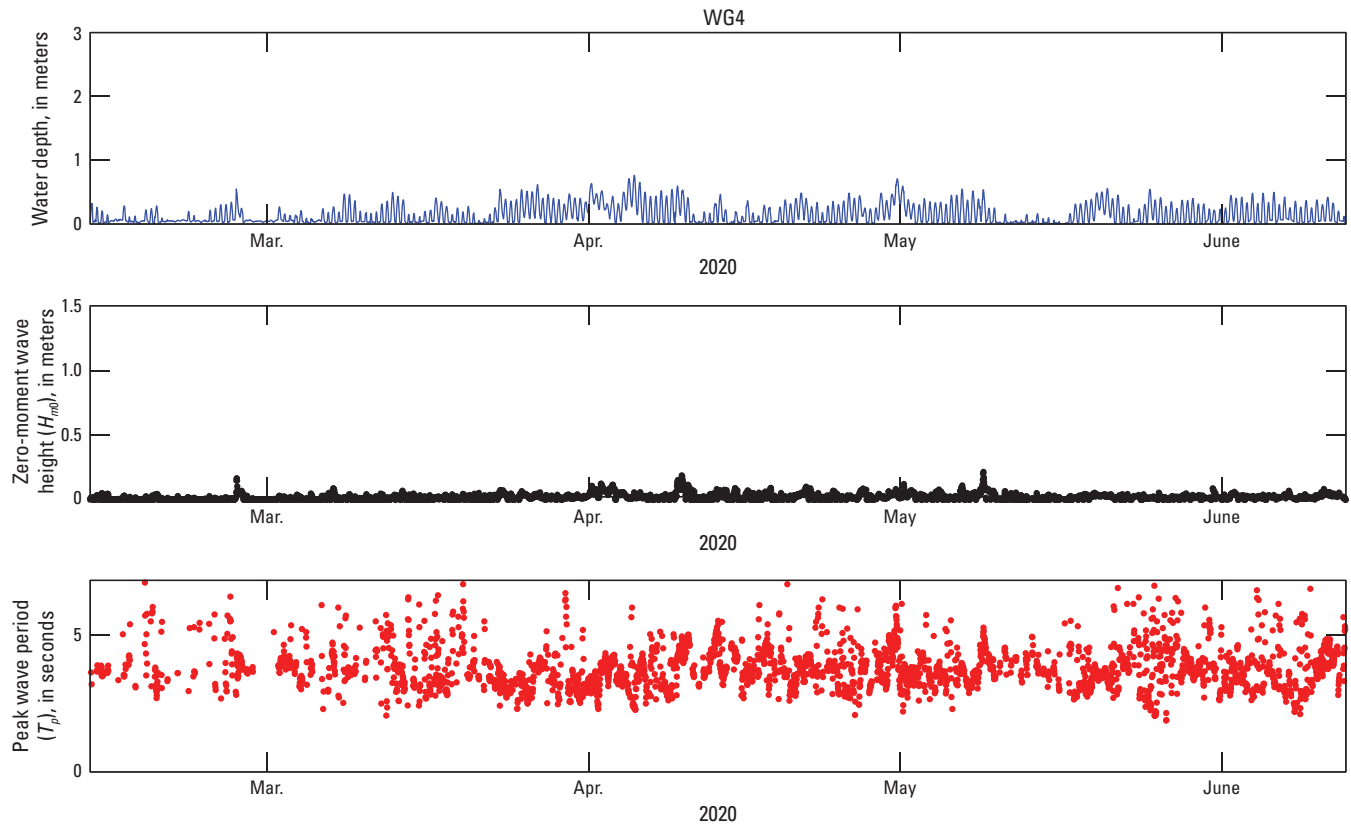 WG4
Water depth, in meters
3
2
1
0
Mar.
Apr.
May
June
2020
Zero-moment wave
height (Hm0), in meters
1.5
1.0
0.5
0
Mar.
Apr.
May
June
2020
Peak wave period
(Tp), in seconds
5
0
Mar.
Apr.
May
June
2020